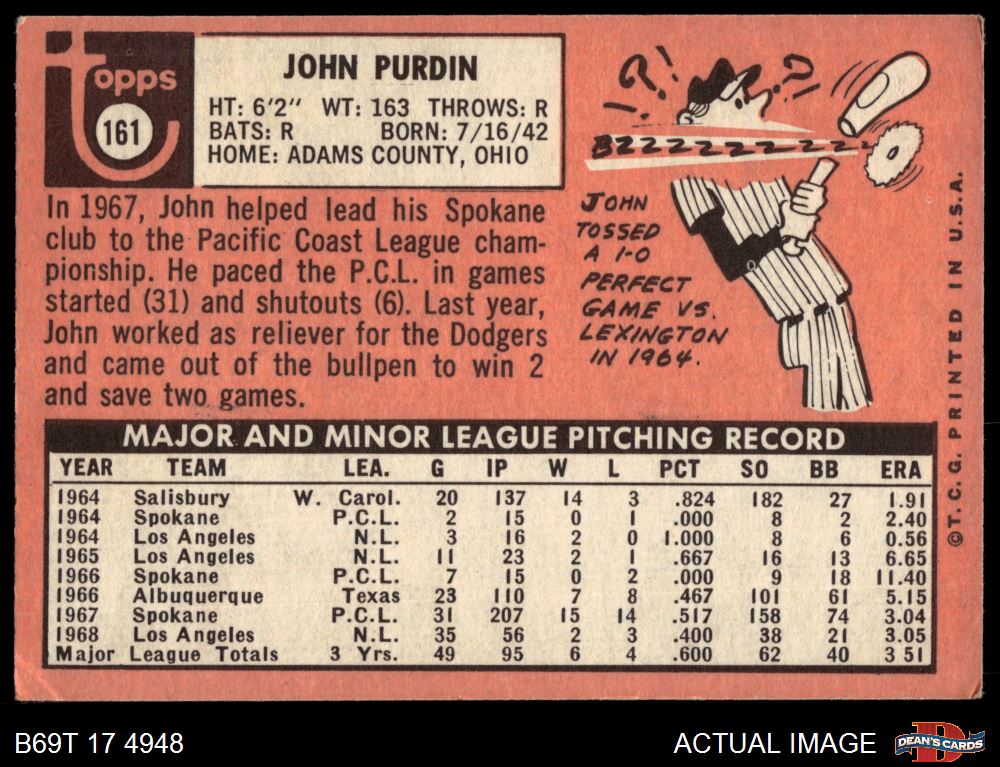 topps
161
JOHN PURDIN
HT: 6'2" WT: 163 THROWS: R
BATS: R BORN: 7/16/42
HOME: ADAMS COUNTY, OHIO
In 1967, John helped lead his Spokane
club to the Pacific Coast League cham-
pionship. He paced the P.C.L. in games
started (31) and shutouts (6). Last year,
John worked as reliever for the Dodgers
and came out of the bullpen to win 2
and save two games.
!?! ?!
BZZZZZZZZZ
JOHN
TOSSED
A 1-0
PERFECT
GAME VS.
LEXINGTON
IN 1964.
©T. C. G. PRINTED IN U.S.A.
MAJOR AND MINOR LEAGUE PITCHING RECORD
YEAR TEAM LEA. G IP W L PCT SO BB ERA
1964 Salisbury W. Carol. 20 137 14 3 .824 182 27 1.91
1964 Spokane P.C.L. 2 15 0 1 .000 8 2 2.40
1964 Los Angeles N.L. 3 16 2 0 1.000 8 6 0.56
1965 Los Angeles N.L. 11 23 2 1 .667 16 13 6.65
1966 Spokane P.C.L. 7 15 0 2 .000 9 18 11.40
1966 Albuquerque Texas 23 110 7 8 .467 101 61 5.15
1967 Spokane P.C.L. 31 207 15 14 .517 158 74 3.04
1968 Los Angeles N.L. 35 56 2 3 .400 38 21 3.05
Major League Totals 3 Yrs. 49 95 6 4 .600 62 40 3 51
B69T 17 4948
ACTUAL IMAGE
D
DEAN'S CARDS